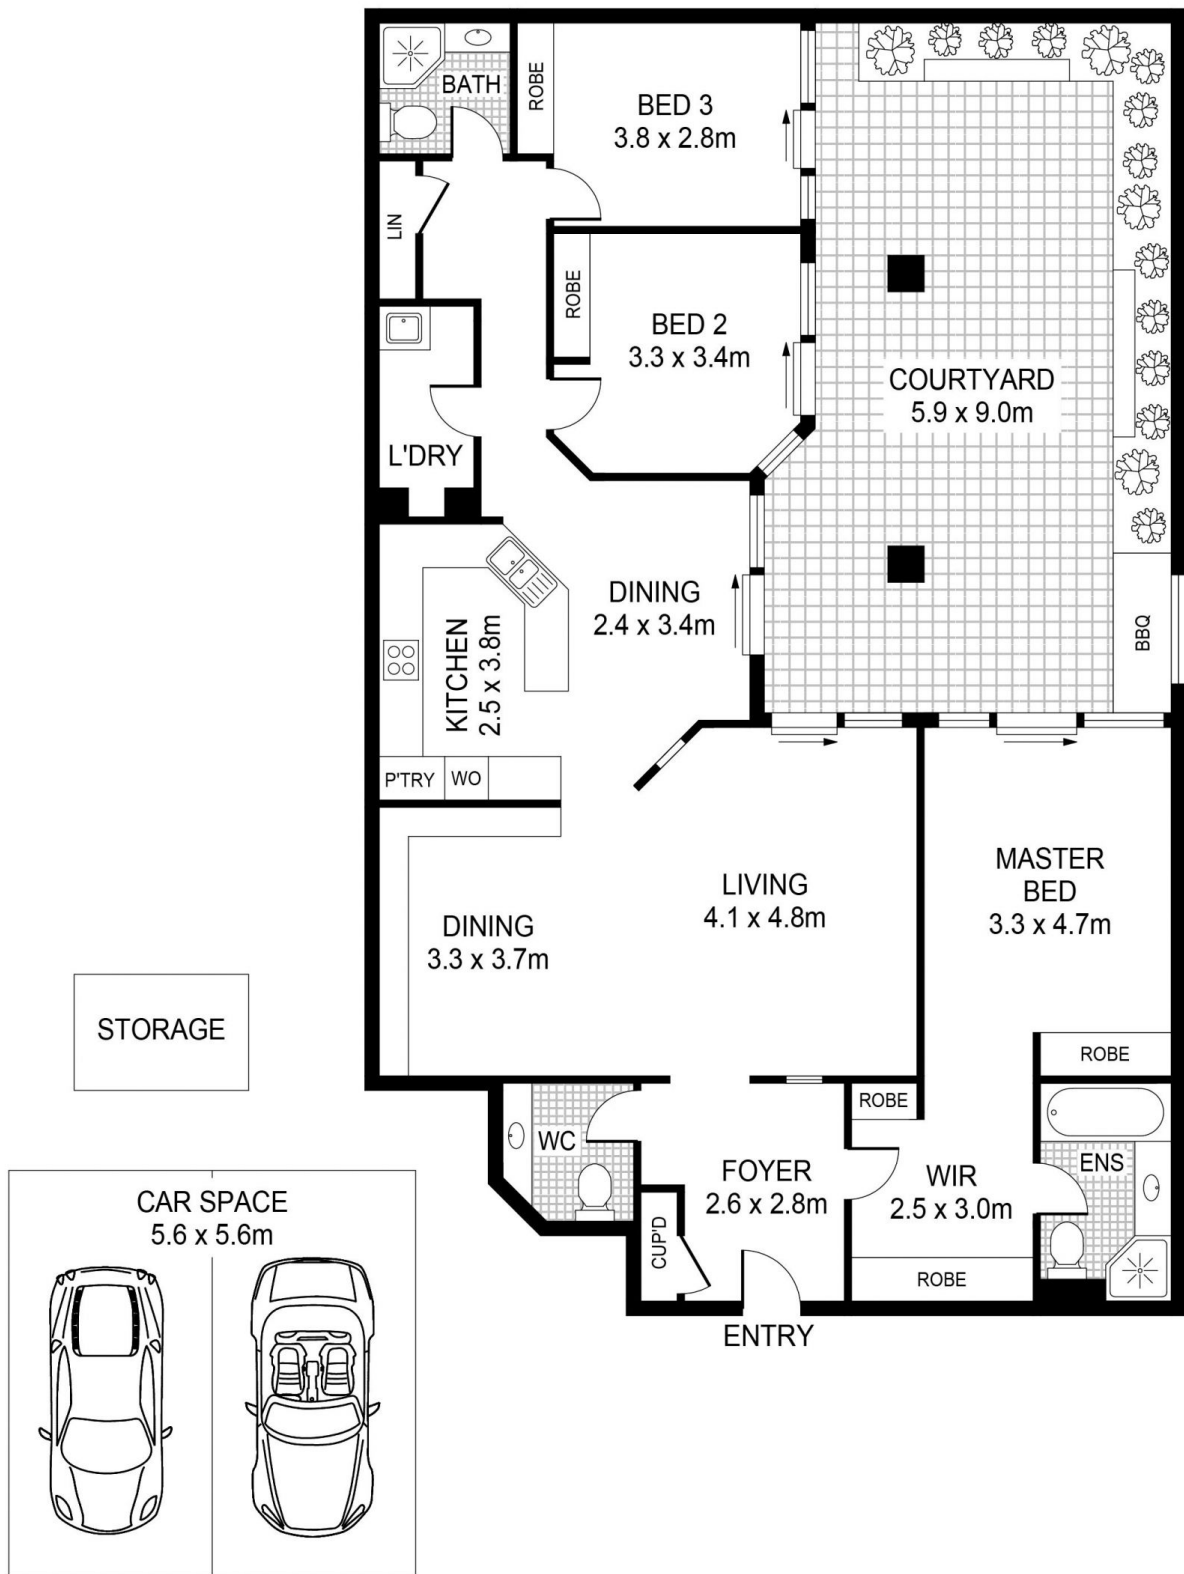 BATH
ROBE
BED 3
3.8 x 2.8m
LIN
ROBE
BED 2
3.3 x 3.4m
COURTYARD
5.9 x 9.0m
L'DRY
KITCHEN
2.5 x 3.8m
DINING
2.4 x 3.4m
BBQ
P'TRY
WO
DINING
3.3 x 3.7m
LIVING
4.1 x 4.8m
MASTER
BED
3.3 x 4.7m
STORAGE
ROBE
ROBE
WC
FOYER
2.6 x 2.8m
WIR
2.5 x 3.0m
ENS
CUP'D
ROBE
ENTRY
CAR SPACE
5.6 x 5.6m